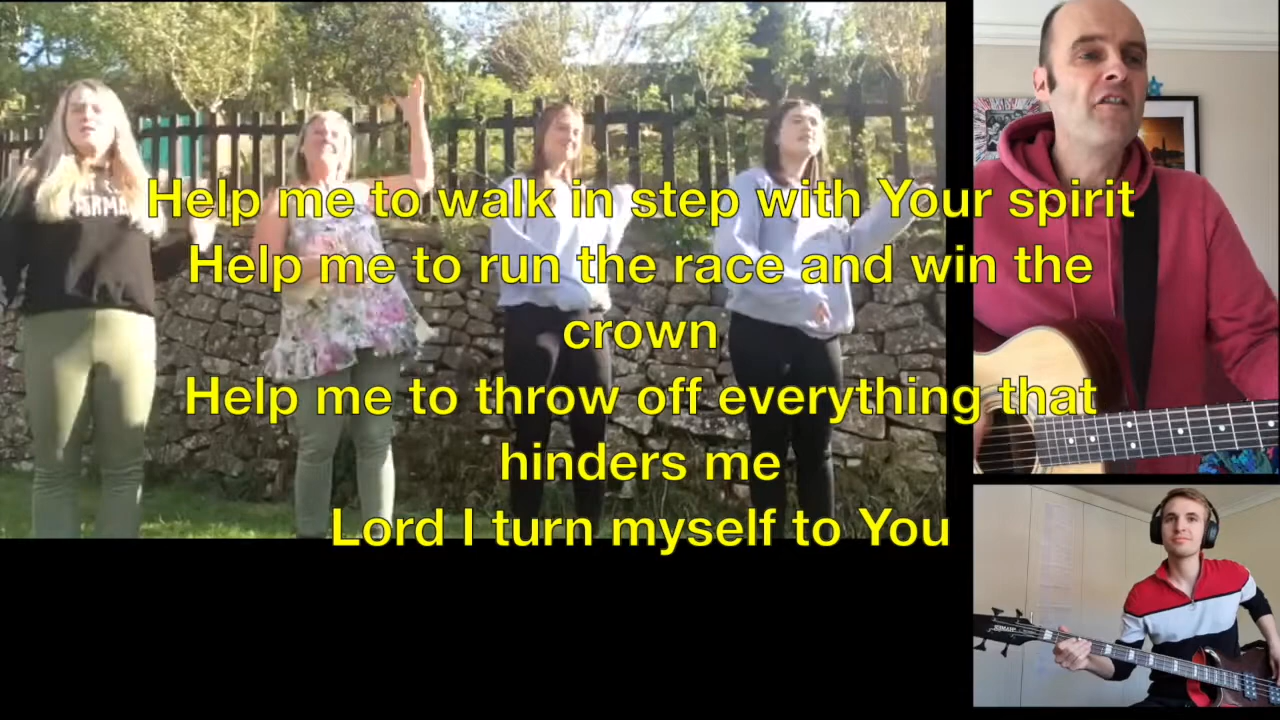 Help me to walk in step with Your spirit
Help me to run the race and win the
crown
Help me to throw off everything that
hinders me
Lord I turn myself to You